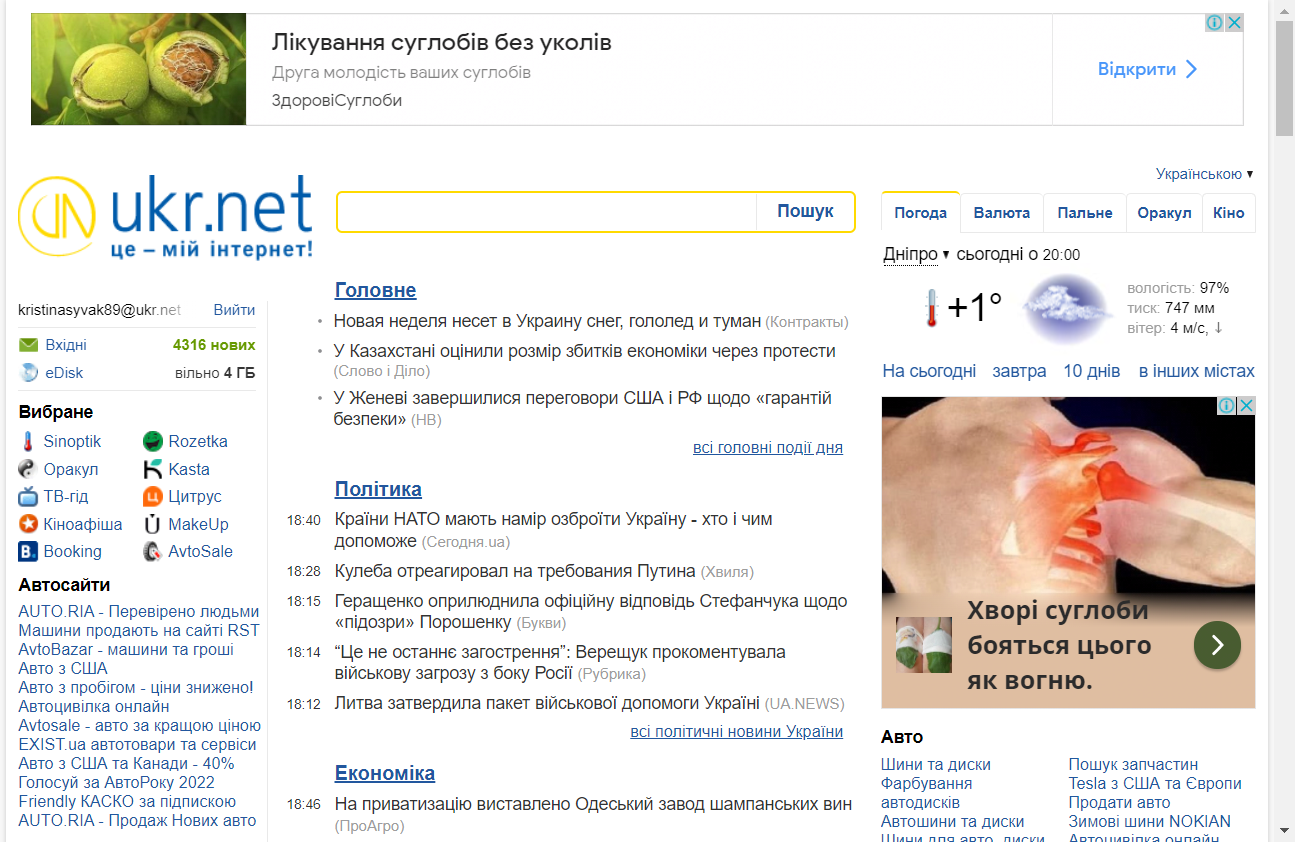 Лікування суглобів без уколів
Друга молодість ваших суглобів
ЗдоровіСуглоби
Відкрити
ukr.net
це – мій інтернет!
Пошук
Українською
Погода Валюта Пальне Оракул Кіно
Дніпро сьогодні о 20:00
+1°
вологість: 97%
тиск: 747 мм
вітер: 4 м/с, ↓
На сьогодні завтра 10 днів в інших містах
kristinasyvak89@ukr.net Вийти
Вхідні 4316 нових
eDisk вільно 4 ГБ
Вибране
Sinoptik Rozetka
Оракул Kasta
ТВ-гід Цитрус
Кіноафіша MakeUp
Booking AvtoSale
Автосайти
AUTO.RIA - Перевірено людьми
Машини продають на сайті RST
AvtoBazar - машини та гроші
Авто з США
Авто з пробігом - ціни знижено!
Автоцивілка онлайн
Avtosale - авто за кращою ціною
EXIST.ua автотовари та сервіси
Авто з США та Канади - 40%
Голосуй за АвтоРоку 2022
Friendly КАСКО за підпискою
AUTO.RIA - Продаж Нових авто
Головне
Новая неделя несет в Украину снег, гололед и туман (Контракты)
У Казахстані оцінили розмір збитків економіки через протести
(Слово і Діло)
У Женеві завершилися переговори США і РФ щодо «гарантій
безпеки» (НВ)
всі головні події дня
Політика
18:40 Країни НАТО мають намір озброїти Україну - хто і чим
допоможе (Сегодня.ua)
18:28 Кулеба отреагировал на требования Путина (Хвиля)
18:15 Геращенко оприлюднила офіційну відповідь Стефанчука щодо
«підозри» Порошенку (Букви)
18:14 “Це не останнє загострення”: Верещук прокоментувала
військову загрозу з боку Росії (Рубрика)
18:12 Литва затвердила пакет військової допомоги Україні (UA.NEWS)
всі політичні новини України
Економіка
18:46 На приватизацію виставлено Одеський завод шампанських вин
(ПроАгро)
Хворі суглоби
бояться цього
як вогню.
Авто
Шини та диски
Фарбування
автодисків
Автошини та диски
Шини для авто, диски
Пошук запчастин
Tesla з США та Європи
Продати авто
Зимові шини NOKIAN
Автоцивілка онлайн